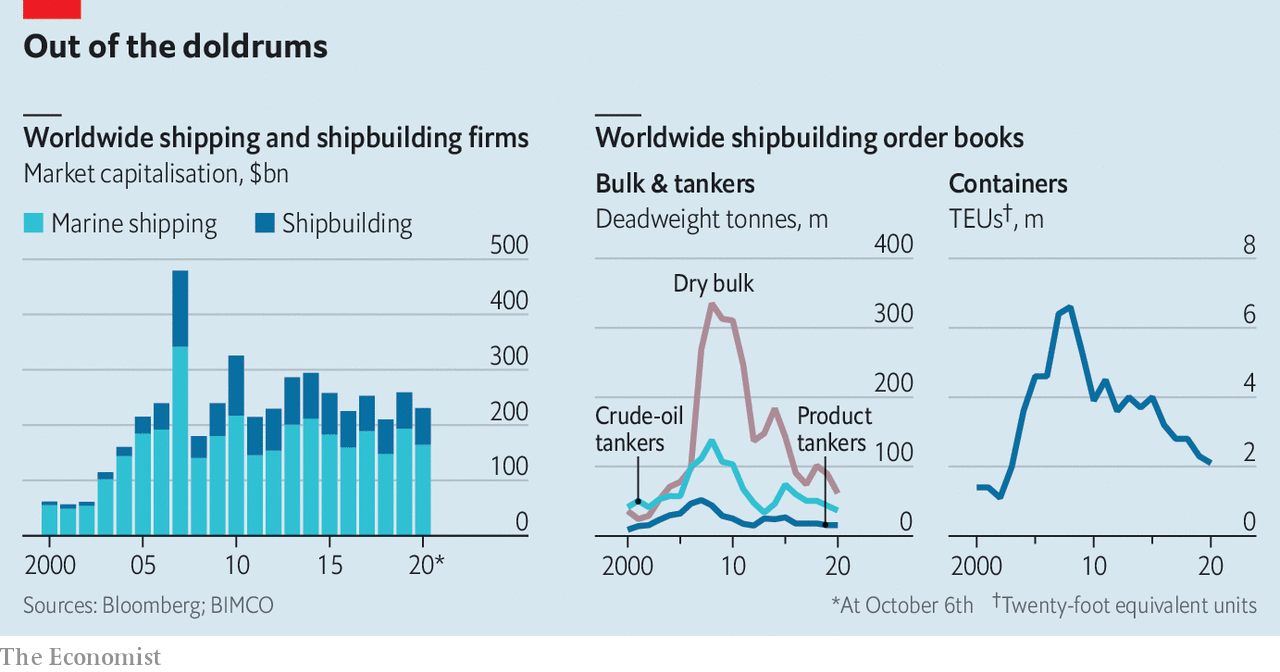 Out of the doldrums
Worldwide shipping and shipbuilding firms
Market capitalisation, $bn
Marine shipping
Shipbuilding
500
400
300
200
100
0
2000 05 10 15 20*
Worldwide shipbuilding order books
Bulk & tankers
Deadweight tonnes, m
400
Dry bulk
300
200
Crude-oil
tankers
Product
tankers
100
0
2000 10 20
Containers
TEUs†, m
8
6
4
2
0
2000 10 20
Sources: Bloomberg; BIMCO
*At October 6th †Twenty-foot equivalent units
The Economist